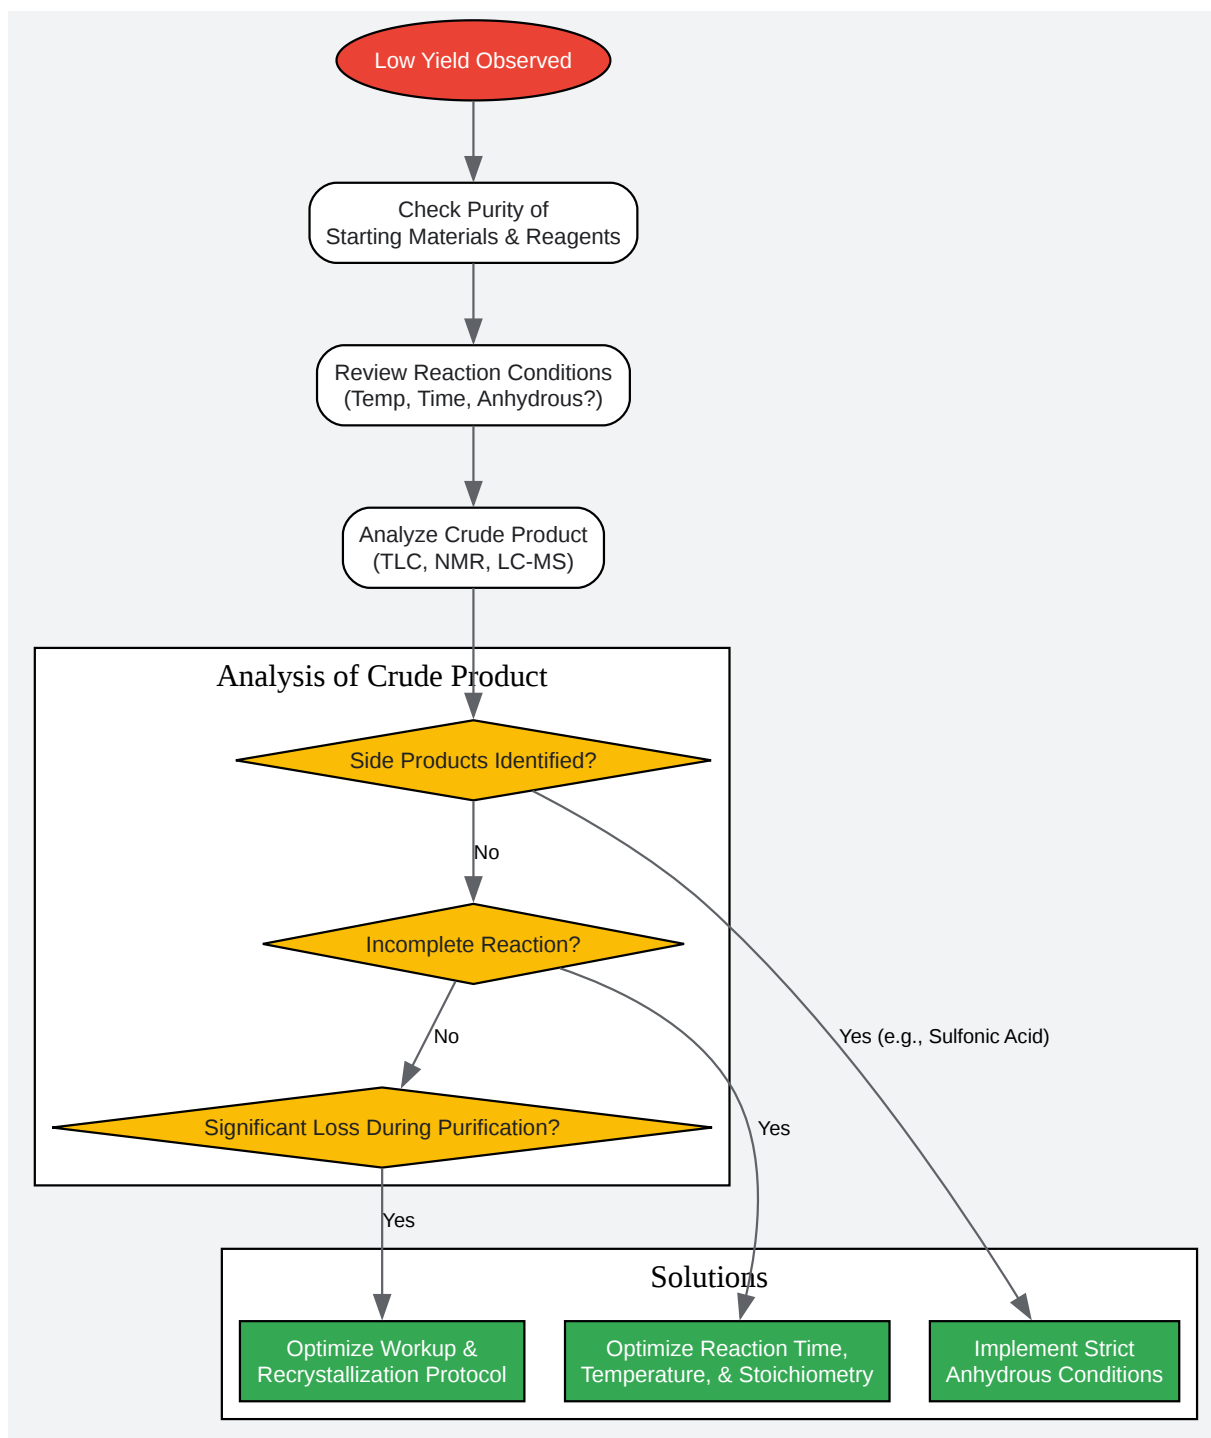 Low Yield Observed
Check Purity of
Starting Materials & Reagents
Review Reaction Conditions
(Temp, Time, Anhydrous?)
Analyze Crude Product
(TLC, NMR, LC-MS)
Analysis of Crude Product
Side Products Identified?
No
Incomplete Reaction?
No
Yes (e.g., Sulfonic Acid)
Significant Loss During Purification?
Yes
Yes
Solutions
Optimize Workup &
Recrystallization Protocol
Optimize Reaction Time,
Temperature, & Stoichiometry
Implement Strict
Anhydrous Conditions